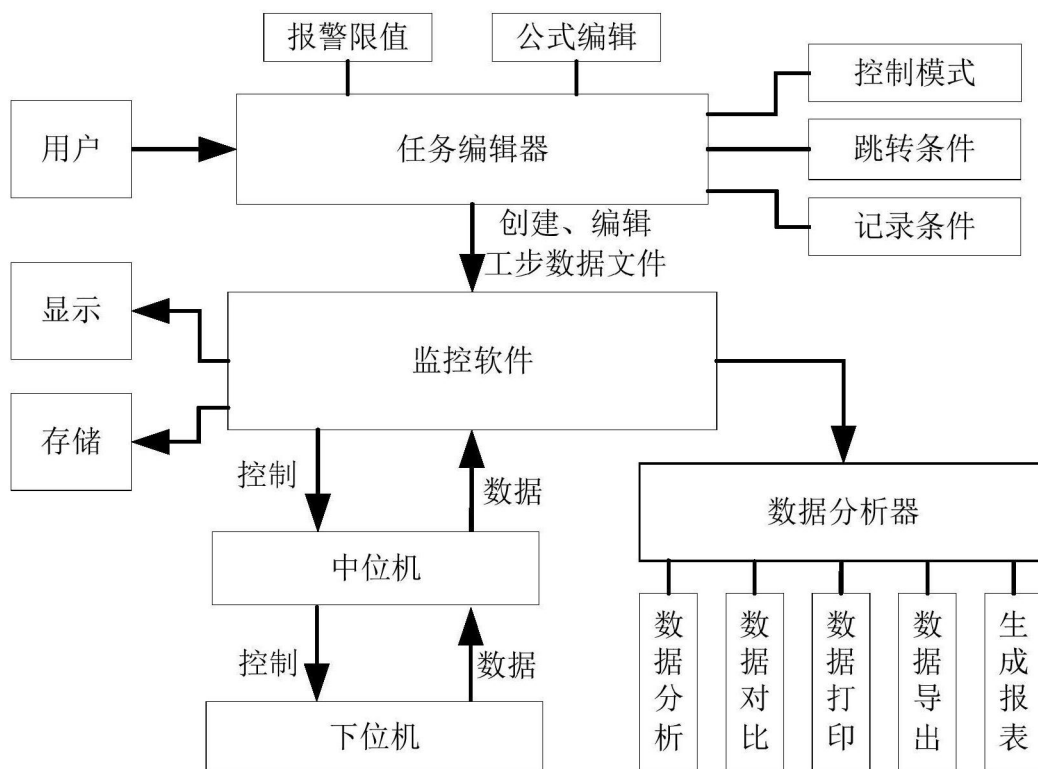 报警限值
公式编辑
控制模式
用户
任务编辑器
跳转条件
创建、编辑
工步数据文件
记录条件
显示
监控软件
存储
控制
数据
数据分析器
中位机
控制
数据
下位机
数据分析
数据对比
数据打印
数据导出
生成报表